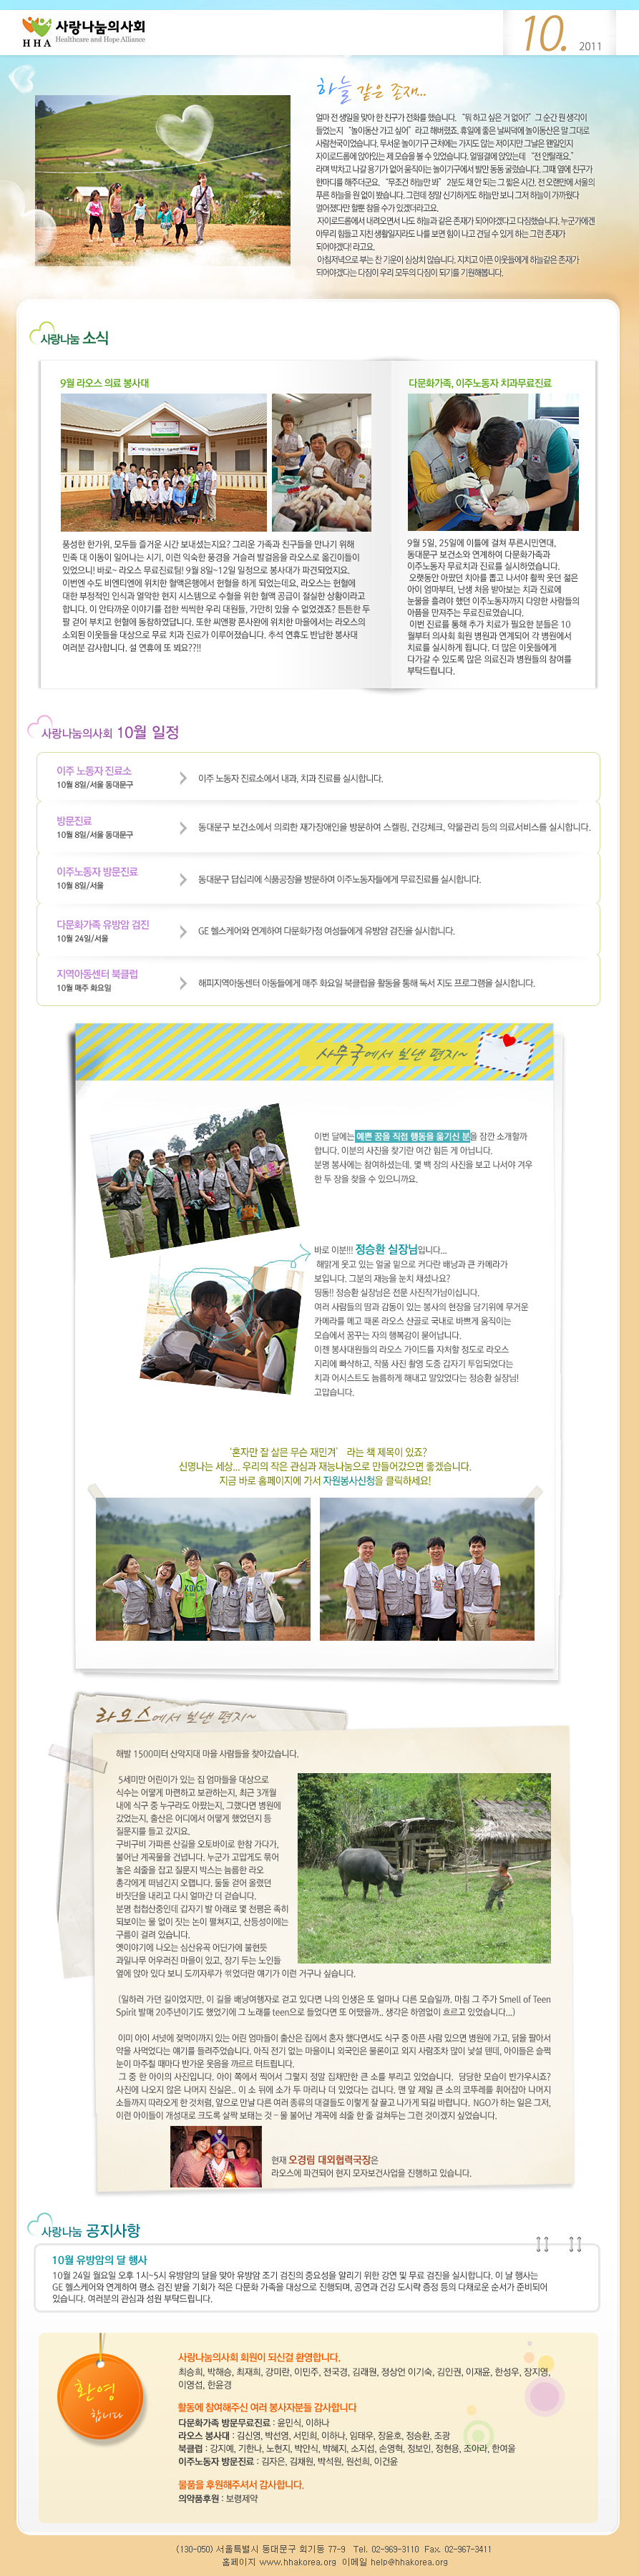 사랑나눔의사회
Healthcare and Hope Alliance
HHA
10.
2011
하늘 같은 존재...
얼마 전 생일을 맞아 한 친구가 전화를 했습니다. “뭐 하고 싶은 거 없어?” 그 순간 뭔 생각이
들었는지 “놀이동산 가고 싶어” 라고 해버렸죠. 휴일에 좋은 날씨덕에 놀이동산은 말 그대로
사람천국이었습니다. 무서운 놀이기구 근처에는 가지도 않는 저이지만 그날은 왠일인지
자이로드롭에 앉아있는 제 모습을 볼 수 있었습니다. 얼떨결에 앉았는데 “전 안탈래요.”
라며 박차고 나갈 용기가 없어 움직이는 놀이기구에서 발만 동동 굴렸습니다. 그때 옆에 친구가
한마디를 해주더군요. “무조건 하늘만 봐” 2분도 채 안 되는 그 짧은 시간. 전 오랜만에 서울의
푸른 하늘을 원 없이 봤습니다. 그런데 정말 신기하게도 하늘만 보니 그저 하늘이 가까웠다
멀어졌다만 할뿐 참을 수가 있겠더라고요.
자이로드롭에서 내려오면서 나도 하늘과 같은 존재가 되어야겠다고 다짐했습니다. 누군가에겐
아무리 힘들고 지친 생활일지라도 나를 보면 힘이 나고 견딜 수 있게 하는 그런 존재가
되어야겠다! 라고요.
아침저녁으로 부는 찬 기운이 심상치 않습니다. 지치고 아픈 이웃들에게 하늘같은 존재가
되어야겠다는 다짐이 우리 모두의 다짐이 되기를 기원해봅니다.
사랑나눔 소식
9월 라오스 의료 봉사대
풍성한 한가위, 모두들 즐거운 시간 보내셨는지요? 그리운 가족과 친구들을 만나기 위해
민족 대 이동이 일어나는 시기, 이런 익숙한 풍경을 거슬러 발걸음을 라오스로 옮긴이들이
있었으니! 바로~ 라오스 무료진료팀! 9월 8일~12일 일정으로 봉사대가 파견되었지요.
이번엔 수도 비엔티엔에 위치한 혈액은행에서 헌혈을 하게 되었는데요, 라오스는 헌혈에
대한 부정적인 인식과 열악한 현지 시스템으로 수혈을 위한 혈액 공급이 절실한 상황이라고
합니다. 이 안타까운 이야기를 접한 씩씩한 우리 대원들, 가만히 있을 수 없었겠죠? 튼튼한 두
팔 걷어 부치고 헌혈에 동참하였답니다. 또한 씨엔쾅 폰사완에 위치한 마을에서는 라오스의
소외된 이웃들을 대상으로 무료 치과 진료가 이루어졌습니다. 추석 연휴도 반납한 봉사대
여러분 감사합니다. 설 연휴에 또 봬요??!!
다문화가족, 이주노동자 치과무료진료
9월 5일, 25일에 이틀에 걸쳐 푸른시민연대,
동대문구 보건소와 연계하여 다문화가족과
이주노동자 무료치과 진료를 실시하였습니다.
오랫동안 아팠던 치아를 뽑고 나서야 활짝 웃던 젊은
아이 엄마부터, 난생 처음 받아보는 치과 진료에
눈물을 흘려야 했던 이주노동자까지 다양한 사람들의
아픔을 만져주는 무료진료였습니다.
이번 진료를 통해 추가 치료가 필요한 분들은 10
월부터 의사회 회원 병원과 연계되어 각 병원에서
치료를 실시하게 됩니다. 더 많은 이웃들에게
다가갈 수 있도록 많은 의료진과 병원들의 참여를
부탁드립니다.
사랑나눔의사회 10월 일정
이주 노동자 진료소
10월 8일/서울 동대문구
이주 노동자 진료소에서 내과, 치과 진료를 실시합니다.
방문진료
10월 8일/서울 동대문구
동대문구 보건소에서 의뢰한 재가장애인을 방문하여 스켈링, 건강체크, 약물관리 등의 의료서비스를 실시합니다.
이주노동자 방문진료
10월 8일/서울
동대문구 답십리에 식품공장을 방문하여 이주노동자들에게 무료진료를 실시합니다.
다문화가족 유방암 검진
10월 24일/서울
GE 헬스케어와 연계하여 다문화가정 여성들에게 유방암 검진을 실시합니다.
지역아동센터 북클럽
10월 매주 화요일
해피지역아동센터 아동들에게 매주 화요일 북클럽을 활동을 통해 독서 지도 프로그램을 실시합니다.
사무국에서 보낸 편지~
이번 달에는 예쁜 꿈을 직접 행동을 옮기신 분을 잠깐 소개할까
합니다. 이분의 사진을 찾기란 여간 힘든 게 아닙니다.
분명 봉사에는 참여하셨는데. 몇 백 장의 사진을 보고 나서야 겨우
한 두 장을 찾을 수 있으니까요.
바로 이분!!! 정승환 실장님입니다...
해맑게 웃고 있는 얼굴 밑으로 커다란 배낭과 큰 카메라가
보입니다. 그분의 재능을 눈치 채셨나요?
띵동!! 정승환 실장님은 전문 사진작가님이십니다.
여러 사람들의 땀과 감동이 있는 봉사의 현장을 담기위에 무거운
카메라를 메고 때론 라오스 산골로 국내로 바쁘게 움직이는
모습에서 꿈꾸는 자의 행복감이 묻어납니다.
이젠 봉사대원들의 라오스 가이드를 자처할 정도로 라오스
지리에 빠삭하고, 작품 사진 촬영 도중 갑자기 투입되었다는
치과 어시스트도 늠름하게 해내고 말았었다는 정승환 실장님!
고맙습니다.
‘혼자만 잘 살믄 무슨 재민겨’ 라는 책 제목이 있죠?
신명나는 세상... 우리의 작은 관심과 재능나눔으로 만들어갔으면 좋겠습니다.
지금 바로 홈페이지에 가서 자원봉사신청을 클릭하세요!
라오스에서 보낸 편지~
해발 1500미터 산악지대 마을 사람들을 찾아갔습니다.
5세미만 어린이가 있는 집 엄마들을 대상으로
식수는 어떻게 마련하고 보관하는지, 최근 3개월
내에 식구 중 누구라도 아팠는지, 그랬다면 병원에
갔었는지, 출산은 어디에서 어떻게 했었던지 등
질문지를 들고 갔지요.
구비구비 가파른 산길을 오토바이로 한참 가다가,
불어난 계곡물을 건넙니다. 누군가 고맙게도 묶어
놓은 쇠줄을 잡고 질문지 박스는 늠름한 라오
총각에게 떠넘긴지 오랩니다. 둘둘 걷어 올렸던
바짓단을 내리고 다시 얼마간 더 걷습니다.
분명 첩첩산중인데 갑자기 발 아래로 몇 천평은 족히
되보이는 물 없이 짓는 논이 펼쳐지고, 산등성이에는
구름이 걸려 있습니다.
옛이야기에 나오는 심산유곡 어딘가에 불현듯
과일나무 어우러진 마을이 있고, 장기 두는 노인들
옆에 앉아 있다 보니 도끼자루가 썩었더란 얘기가 이런 거구나 싶습니다.
(일하러 가던 길이었지만, 이 길을 배낭여행자로 걷고 있다면 나의 인생은 또 얼마나 다른 모습일까. 마침 그 주가 Smell of Teen
Spirit 발매 20주년이기도 했었기에 그 노래를 teen으로 들었다면 또 어땠을까.. 생각은 하염없이 흐르고 있었습니다...)
이미 아이 서넛에 젖먹이까지 있는 어린 엄마들이 출산은 집에서 혼자 했다면서도 식구 중 아픈 사람 있으면 병원에 가고, 닭을 팔아서
약을 사먹었다는 얘기를 들려주었습니다. 아직 전기 없는 마을이니 외국인은 물론이고 외지 사람조차 많이 낯설 텐데, 아이들은 슬쩍
눈이 마주칠 때마다 반가운 웃음을 까르르 터트립니다.
그 중 한 아이의 사진입니다. 아이 쪽에서 찍어서 그렇지 정말 집채만한 큰 소를 부리고 있었습니다. 당당한 모습이 반가우시죠?
사진에 나오지 않은 나머지 진실은.. 이 소 뒤에 소가 두 마리나 더 있었다는 겁니다. 맨 앞 제일 큰 소의 코뚜레를 휘어잡아 나머지
소들까지 따라오게 한 것처럼, 앞으로 만날 다른 여러 종류의 대결들도 이렇게 잘 끌고 나가게 되길 바랍니다. NGO가 하는 일은 그저,
이런 아이들이 개성대로 크도록 살짝 보태는 것 – 물 불어난 계곡에 쇠줄 한 줄 걸쳐두는 그런 것이겠지 싶었습니다.
현재 오경림 대외협력국장은
라오스에 파견되어 현지 모자보건사업을 진행하고 있습니다.
사랑나눔 공지사항
10월 유방암의 달 행사
10월 24일 월요일 오후 1시~5시 유방암의 달을 맞아 유방암 조기 검진의 중요성을 알리기 위한 강연 및 무료 검진을 실시합니다. 이 날 행사는
GE 헬스케어와 연계하여 평소 검진 받을 기회가 적은 다문화 가족을 대상으로 진행되며, 공연과 건강 도시락 증정 등의 다채로운 순서가 준비되어
있습니다. 여러분의 관심과 성원 부탁드립니다.
환영
합니다
사랑나눔의사회 회원이 되신걸 환영합니다.
최승희, 박해승, 최재희, 강미란, 이민주, 전국경, 김래원, 정상언 이기숙, 김인권, 이재윤, 한성우, 장지영,
이영섭, 한윤경
활동에 참여해주신 여러 봉사자분들 감사합니다
다문화가족 방문무료진료 : 윤민식, 이하나
라오스 봉사대 : 김신영, 박선영, 서민희, 이하나, 임태우, 장윤호, 정승환, 조광
북클럽 : 강지예, 기한나, 노현지, 박안식, 박혜지, 소지섭, 손영혁, 정보인, 정현용, 조아라, 한여울
이주노동자 방문진료 : 김자은, 김채원, 박석원, 원선희, 이건윤
물품을 후원해주셔서 감사합니다.
의약품후원 : 보령제약
(130-050) 서울특별시 동대문구 회기동 77-9 Tel. 02-969-3110 Fax. 02-967-3411
홈페이지 www.hhakorea.org 이메일 help@hhakorea.org